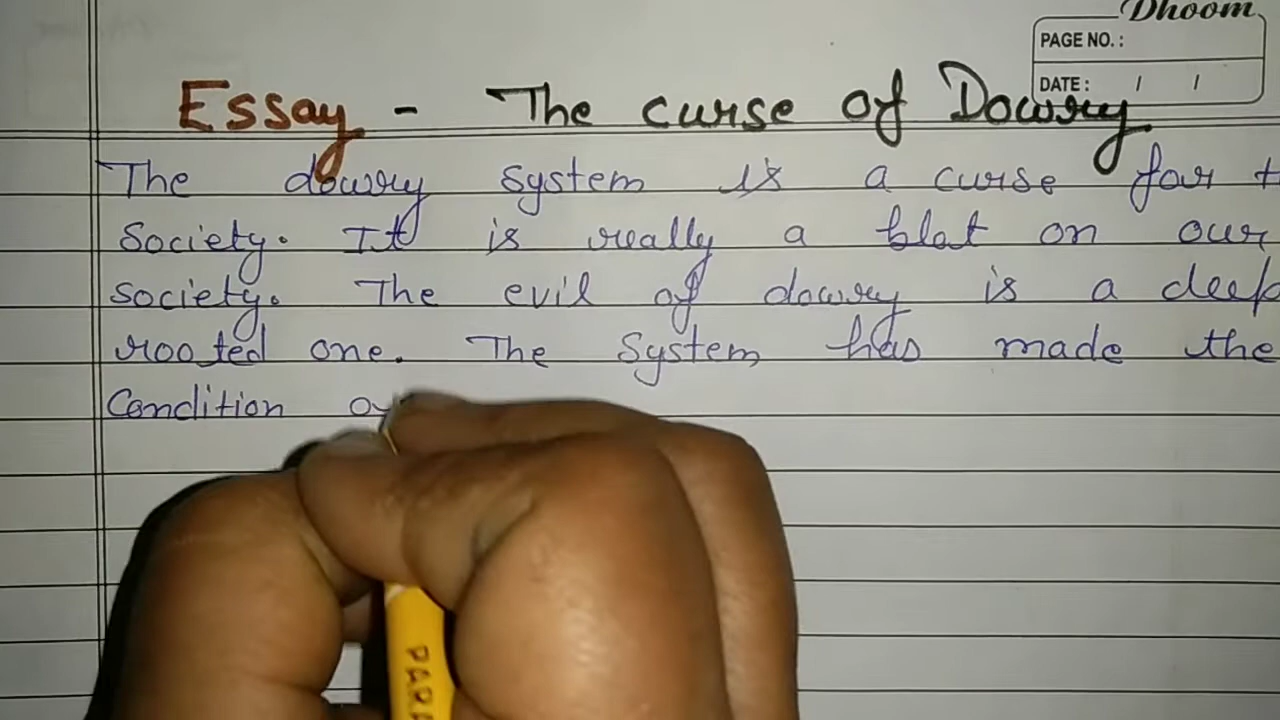 Dhoom
PAGE NO. :
DATE : / /
Essay - The curse of Dowry
The dowry system is a curse for
Society. It is really a blot on our
society. The evil of dowry is a deep
rooted one. The System has made the
Condition
PAR